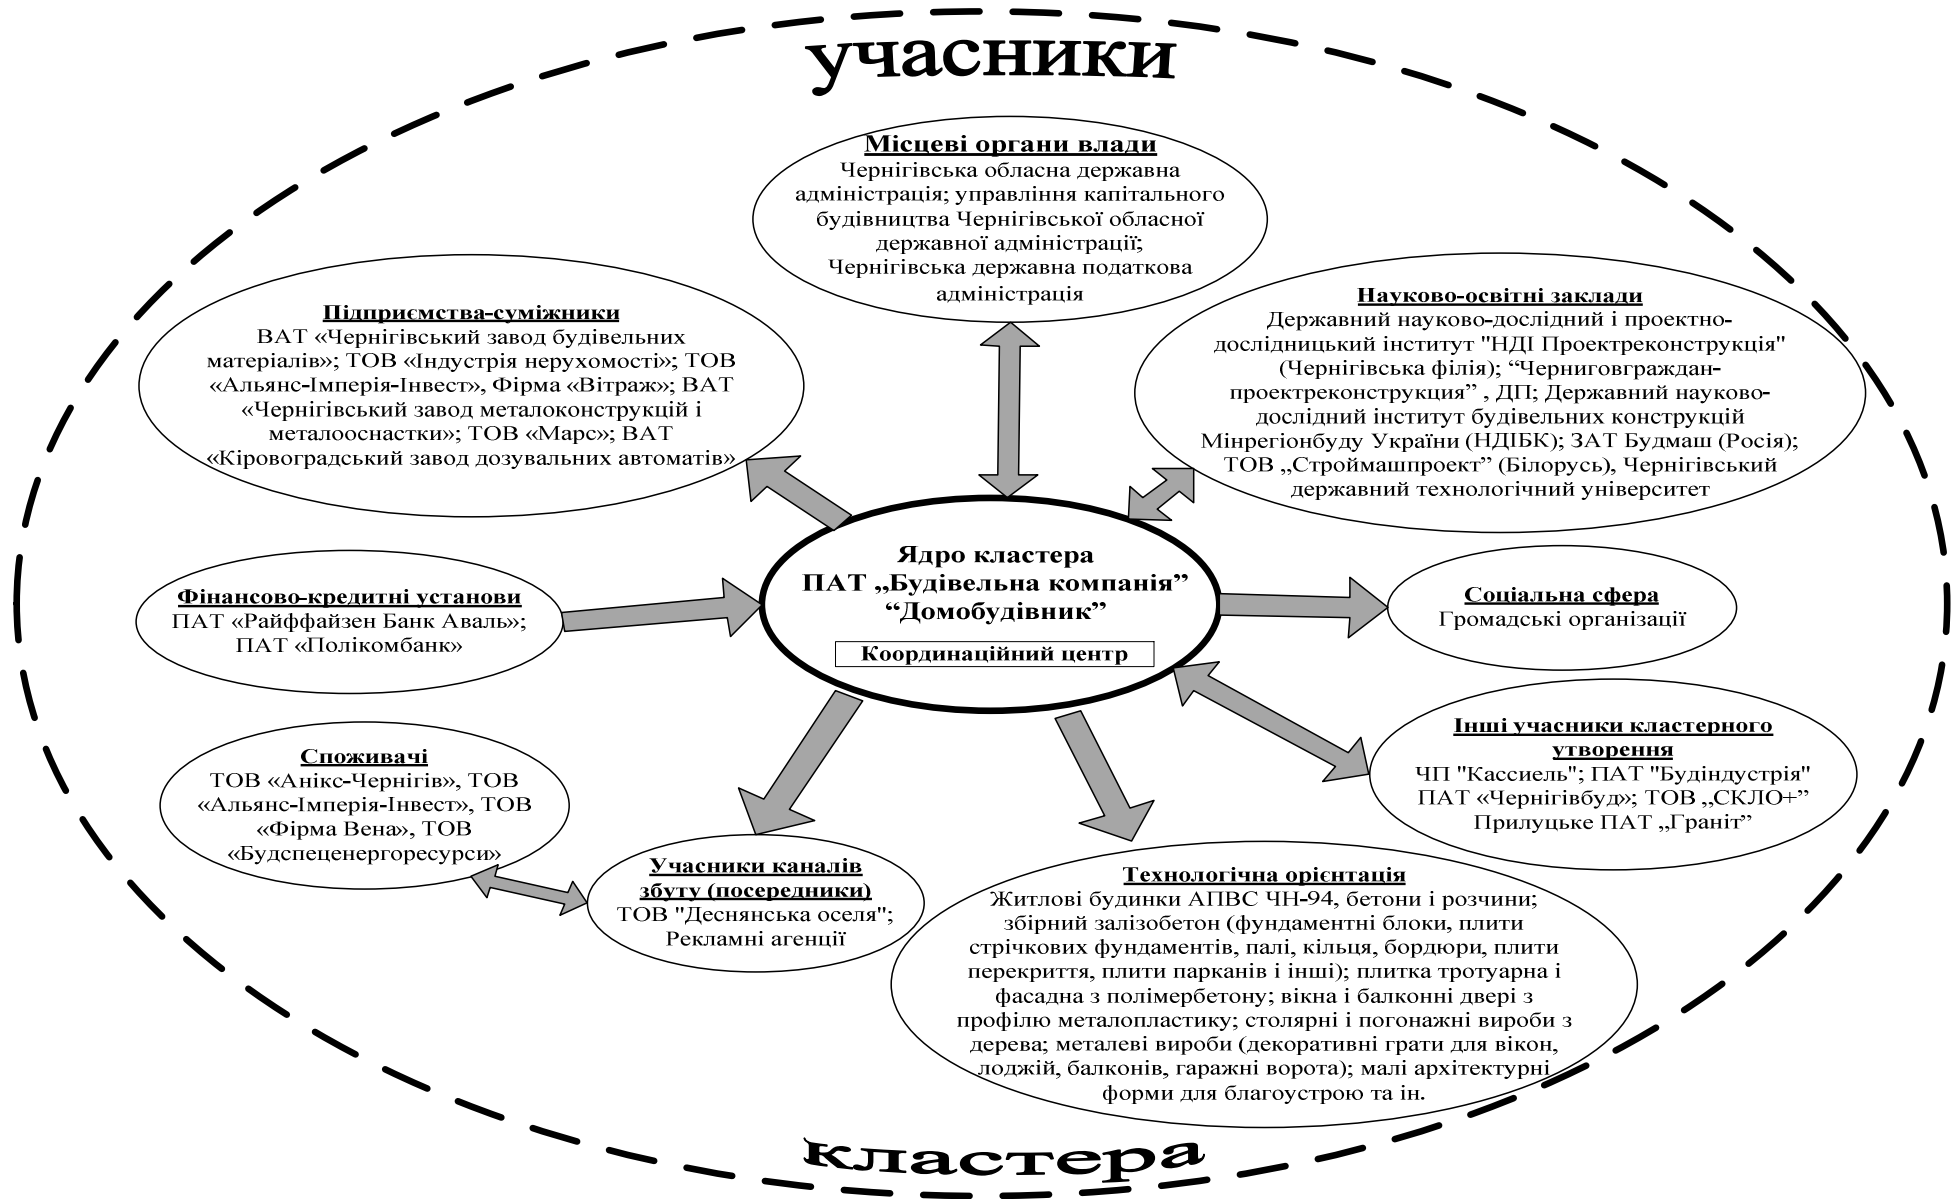 учасники
Місцеві органи влади
Чернігівська обласна державна
адміністрація; управління капітального
будівництва Чернігівської обласної
державної адміністрації;
Чернігівська державна податкова
адміністрація
Підприємства-суміжники
ВАТ «Чернігівський завод будівельних
матеріалів»; ТОВ «Індустрія нерухомості»; ТОВ
«Альянс-Імперія-Інвест», Фірма «Вітраж»; ВАТ
«Чернігівський завод металоконструкцій і
металооснастки»; ТОВ «Марс»; ВАТ
«Кіровоградський завод дозувальних автоматів»
Науково-освітні заклади
Державний науково-дослідний і проектно-
дослідницький інститут "НДІ Проектреконструкція"
(Чернігівська філія); “Черниговграждан-
проектреконструкция” , ДП; Державний науково-
дослідний інститут будівельних конструкцій
Мінрегіонбуду України (НДІБК); ЗАТ Будмаш (Росія);
ТОВ „Строймашпроект” (Білорусь), Чернігівський
державний технологічний університет
Ядро кластера
ПАТ „Будівельна компанія”
“Домобудівник”
Координаційний центр
Фінансово-кредитні установи
ПАТ «Райффайзен Банк Аваль»;
ПАТ «Полікомбанк»
Соціальна сфера
Громадські організації
Інші учасники кластерного
утворення
ЧП "Кассиель"; ПАТ "Будіндустрія"
ПАТ «Чернігівбуд»; ТОВ „СКЛО+”
Прилуцьке ПАТ „Граніт”
Споживачі
ТОВ «Анікс-Чернігів», ТОВ
«Альянс-Імперія-Інвест», ТОВ
«Фірма Вена», ТОВ
«Будспеценергоресурси»
Учасники каналів
збуту (посередники)
ТОВ "Деснянська оселя";
Рекламні агенції
Технологічна орієнтація
Житлові будинки АПВС ЧН-94, бетони і розчини;
збірний залізобетон (фундаментні блоки, плити
стрічкових фундаментів, палі, кільця, бордюри, плити
перекриття, плити парканів і інші); плитка тротуарна і
фасадна з полімербетону; вікна і балконні двері з
профілю металопластику; столярні і погонажні вироби з
дерева; металеві вироби (декоративні грати для вікон,
лоджій, балконів, гаражні ворота); малі архітектурні
форми для благоустрою та ін.
кластера